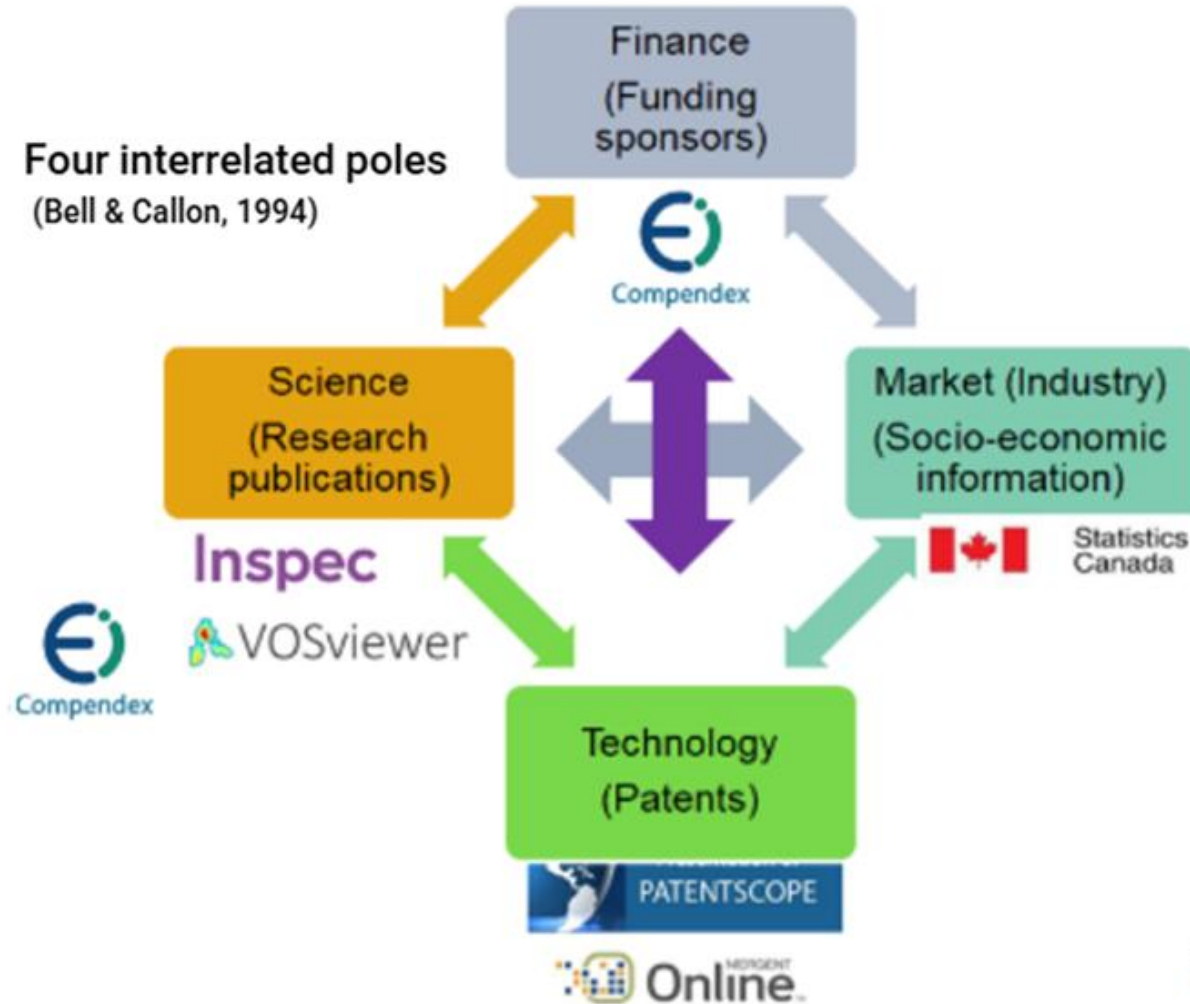 Finance
(Funding
sponsors)
Four interrelated poles
(Bell & Callon, 1994)
Compendex
Science
(Research
publications)
Market (Industry)
(Socio-economic
information)
Inspec
Statistics
Canada
VOSviewer
Compendex
Technology
(Patents)
PATENTSCOPE
MERGENT
Online